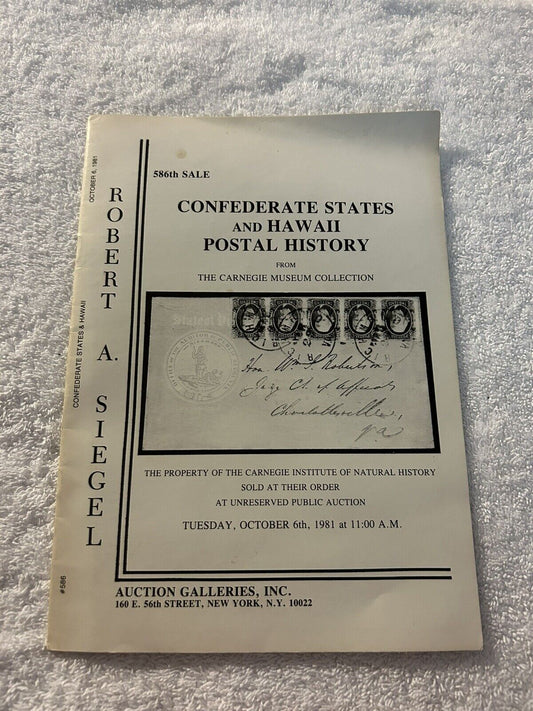 OCTOBER 6, 1981
CONFEDERATE STATES & HAWAII
#586
ROBERT A. SIEGEL
586th SALE
CONFEDERATE STATES
AND HAWAII
POSTAL HISTORY
FROM
THE CARNEGIE MUSEUM COLLECTION
Hon. Wm. J. Robertson,
Judge Ct. of Appeals
Charlottesville,
Va
THE PROPERTY OF THE CARNEGIE INSTITUTE OF NATURAL HISTORY
SOLD AT THEIR ORDER
AT UNRESERVED PUBLIC AUCTION
TUESDAY, OCTOBER 6th, 1981 at 11:00 A.M.
AUCTION GALLERIES, INC.
160 E. 56th STREET, NEW YORK, N.Y. 10022